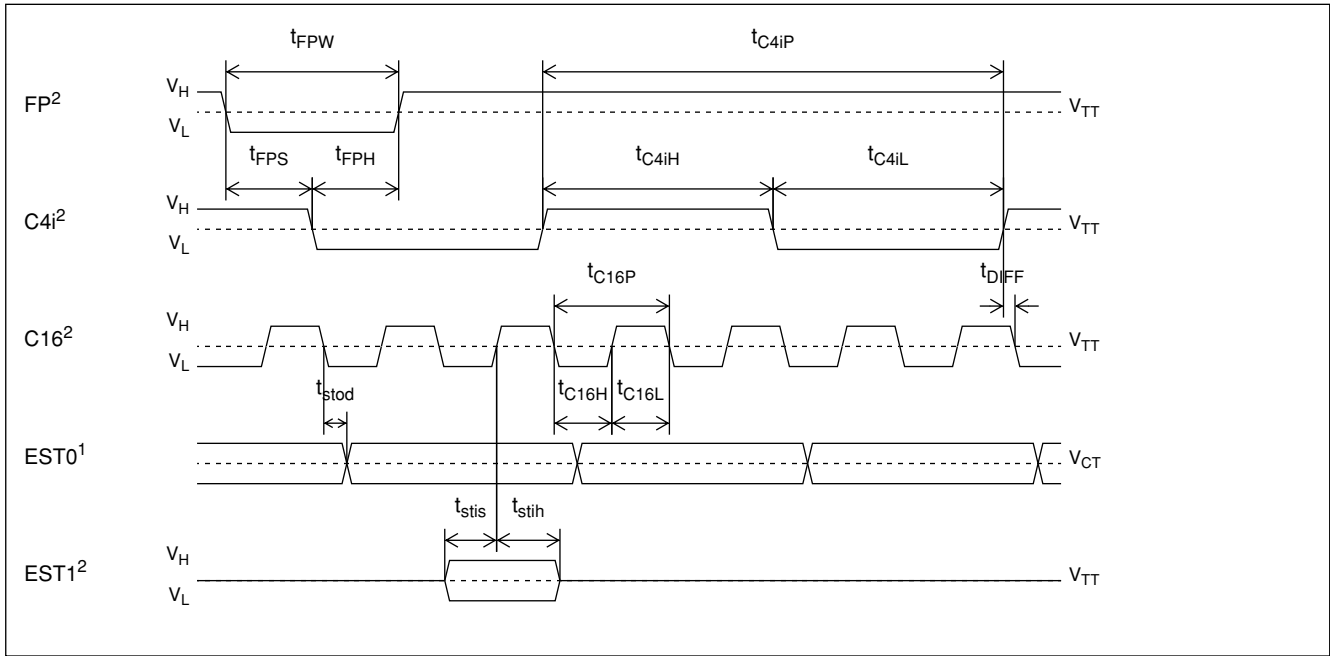 tFPW
tC4iP
FP2
VH
VL
VTT
tFPS
tFPH
tC4iH
tC4iL
C4i2
VH
VL
VTT
tC16P
tDIFF
C162
VH
VL
VTT
tstod
tC16H
tC16L
EST01
VCT
tstis
tstih
EST12
VH
VL
VTT